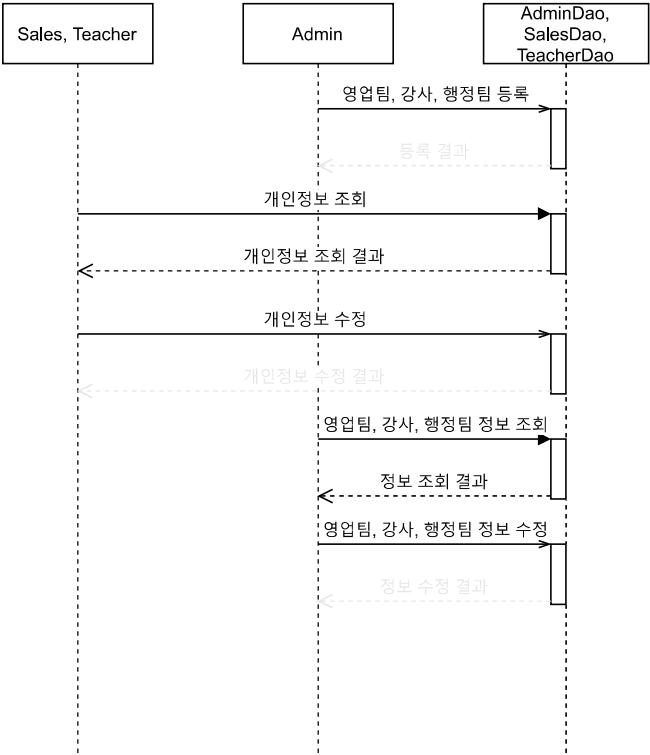 Sales, Teacher
Admin
AdminDao,
SalesDao,
TeacherDao
영업팀, 강사, 행정팀 등록
등록 결과
개인정보 조회
개인정보 조회 결과
개인정보 수정
개인정보 수정 결과
영업팀, 강사, 행정팀 정보 조회
정보 조회 결과
영업팀, 강사, 행정팀 정보 수정
정보 수정 결과